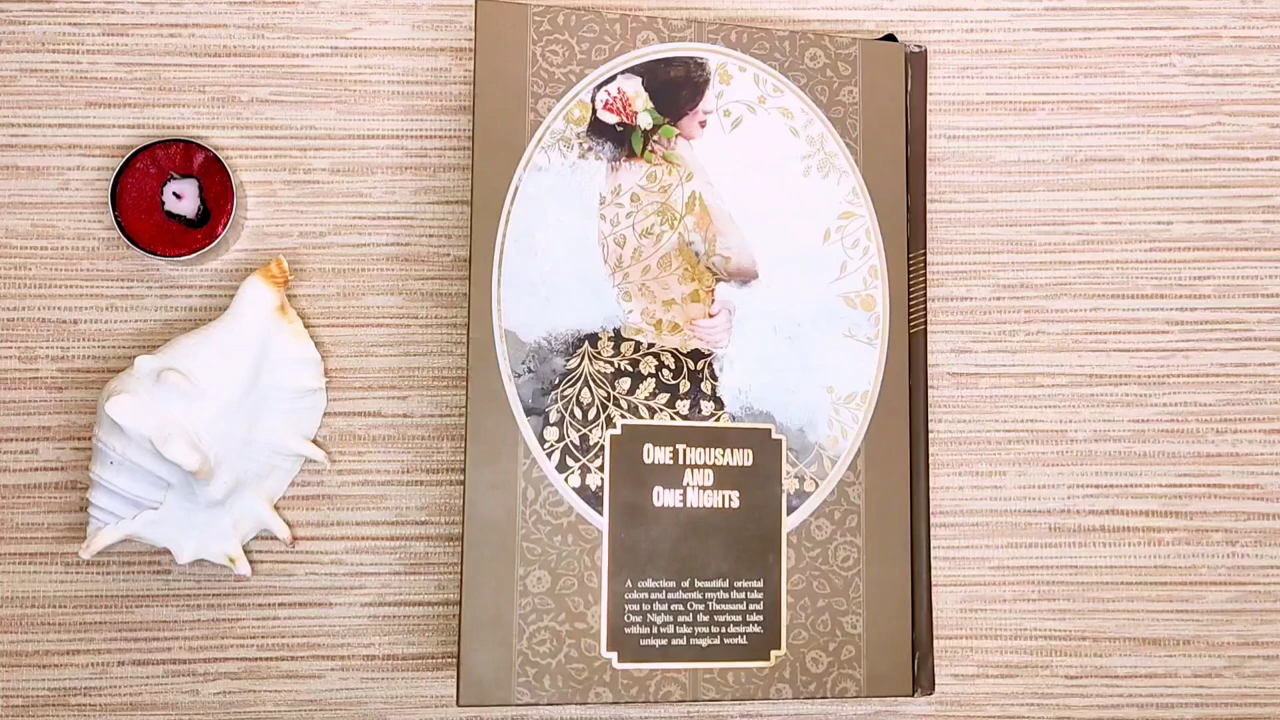 ONE THOUSAND
AND
ONE NIGHTS
A collection of beautiful oriental
colors and authentic myths that take
you to that era. One Thousand and
One Nights and the various tales
within it will take you to a desirable,
unique and magical world.